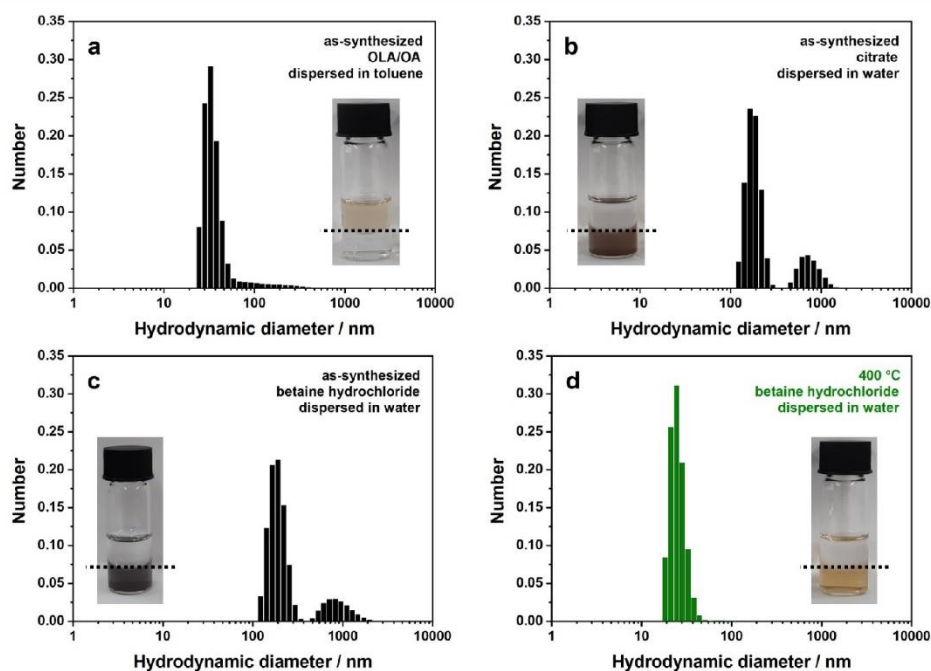 a
as-synthesized
OLA/OA
dispersed in toluene
Number
0.35
0.30
0.25
0.20
0.15
0.10
0.05
0.00
1
10
100
1000
10000
Hydrodynamic diameter / nm
b
as-synthesized
citrate
dispersed in water
Number
0.35
0.30
0.25
0.20
0.15
0.10
0.05
0.00
1
10
100
1000
10000
Hydrodynamic diameter / nm
c
as-synthesized
betaine hydrochloride
dispersed in water
Number
0.35
0.30
0.25
0.20
0.15
0.10
0.05
0.00
1
10
100
1000
10000
Hydrodynamic diameter / nm
d
400 °C
betaine hydrochloride
dispersed in water
Number
0.35
0.30
0.25
0.20
0.15
0.10
0.05
0.00
1
10
100
1000
10000
Hydrodynamic diameter / nm